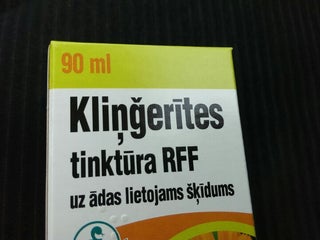 90 ml
Kliņģerītes
tinktūra RFF
uz ādas lietojams šķīdums